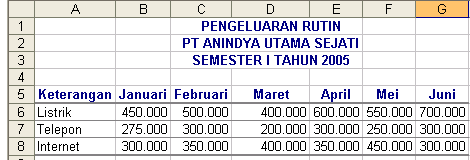 A B C D E F G
1 PENGELUARAN RUTIN
2 PT ANINDYA UTAMA SEJATI
3 SEMESTER I TAHUN 2005
4
5 Keterangan Januari Februari Maret April Mei Juni
6 Listrik 450.000 500.000 400.000 600.000 550.000 700.000
7 Telepon 275.000 300.000 200.000 300.000 250.000 300.000
8 Internet 300.000 350.000 400.000 350.000 450.000 300.000